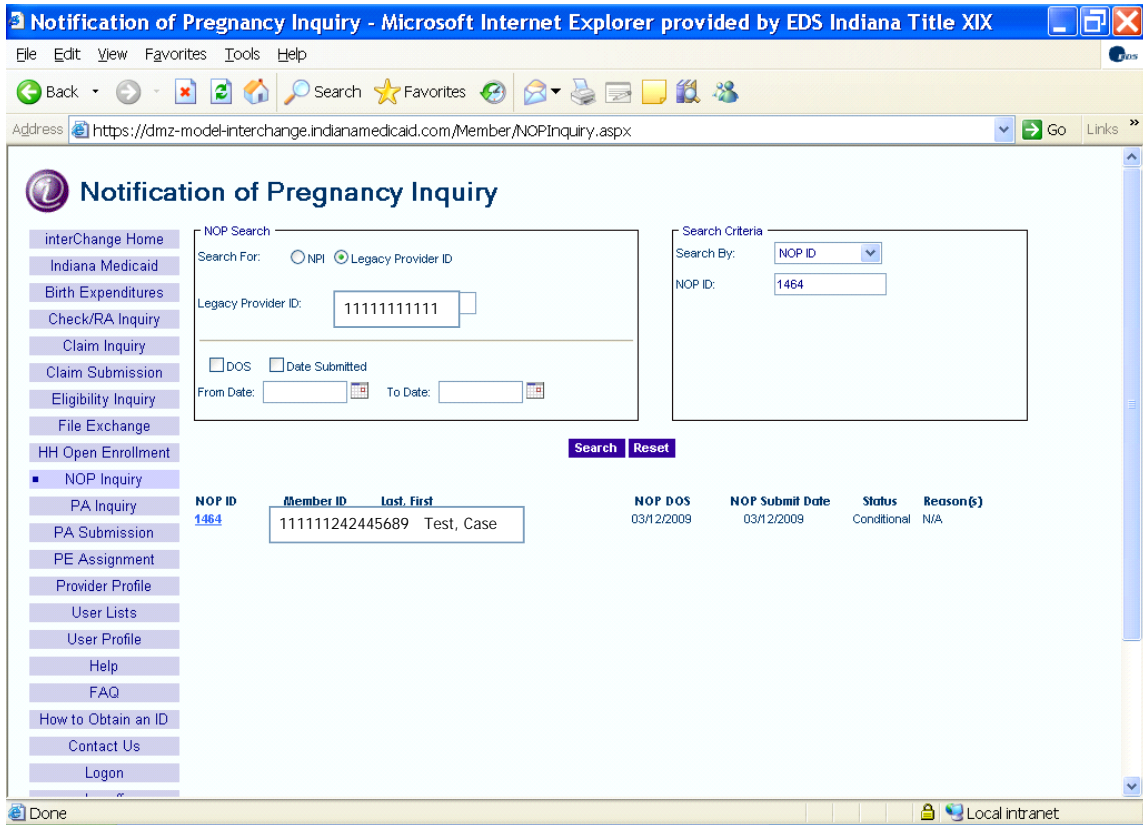 Notification of Pregnancy Inquiry - Microsoft Internet Explorer provided by EDS Indiana Title XIX
File Edit View Favorites Tools Help
EDS
Back Search Favorites
Address https://dmz-model-interchange.indianamedicaid.com/Member/NOPInquiry.aspx Go Links »
Notification of Pregnancy Inquiry
interChange Home
Indiana Medicaid
Birth Expenditures
Check/RA Inquiry
Claim Inquiry
Claim Submission
Eligibility Inquiry
File Exchange
HH Open Enrollment
NOP Inquiry
PA Inquiry
PA Submission
PE Assignment
Provider Profile
User Lists
User Profile
Help
FAQ
How to Obtain an ID
Contact Us
Logon
NOP Search
Search For: NPI Legacy Provider ID
Legacy Provider ID: 11111111111
DOS Date Submitted
From Date: To Date:
Search Criteria
Search By: NOP ID
NOP ID: 1464
Search Reset
NOP ID Member ID Last, First NOP DOS NOP Submit Date Status Reason(s)
1464 111111242445689 Test, Case 03/12/2009 03/12/2009 Conditional N/A
Done Local intranet